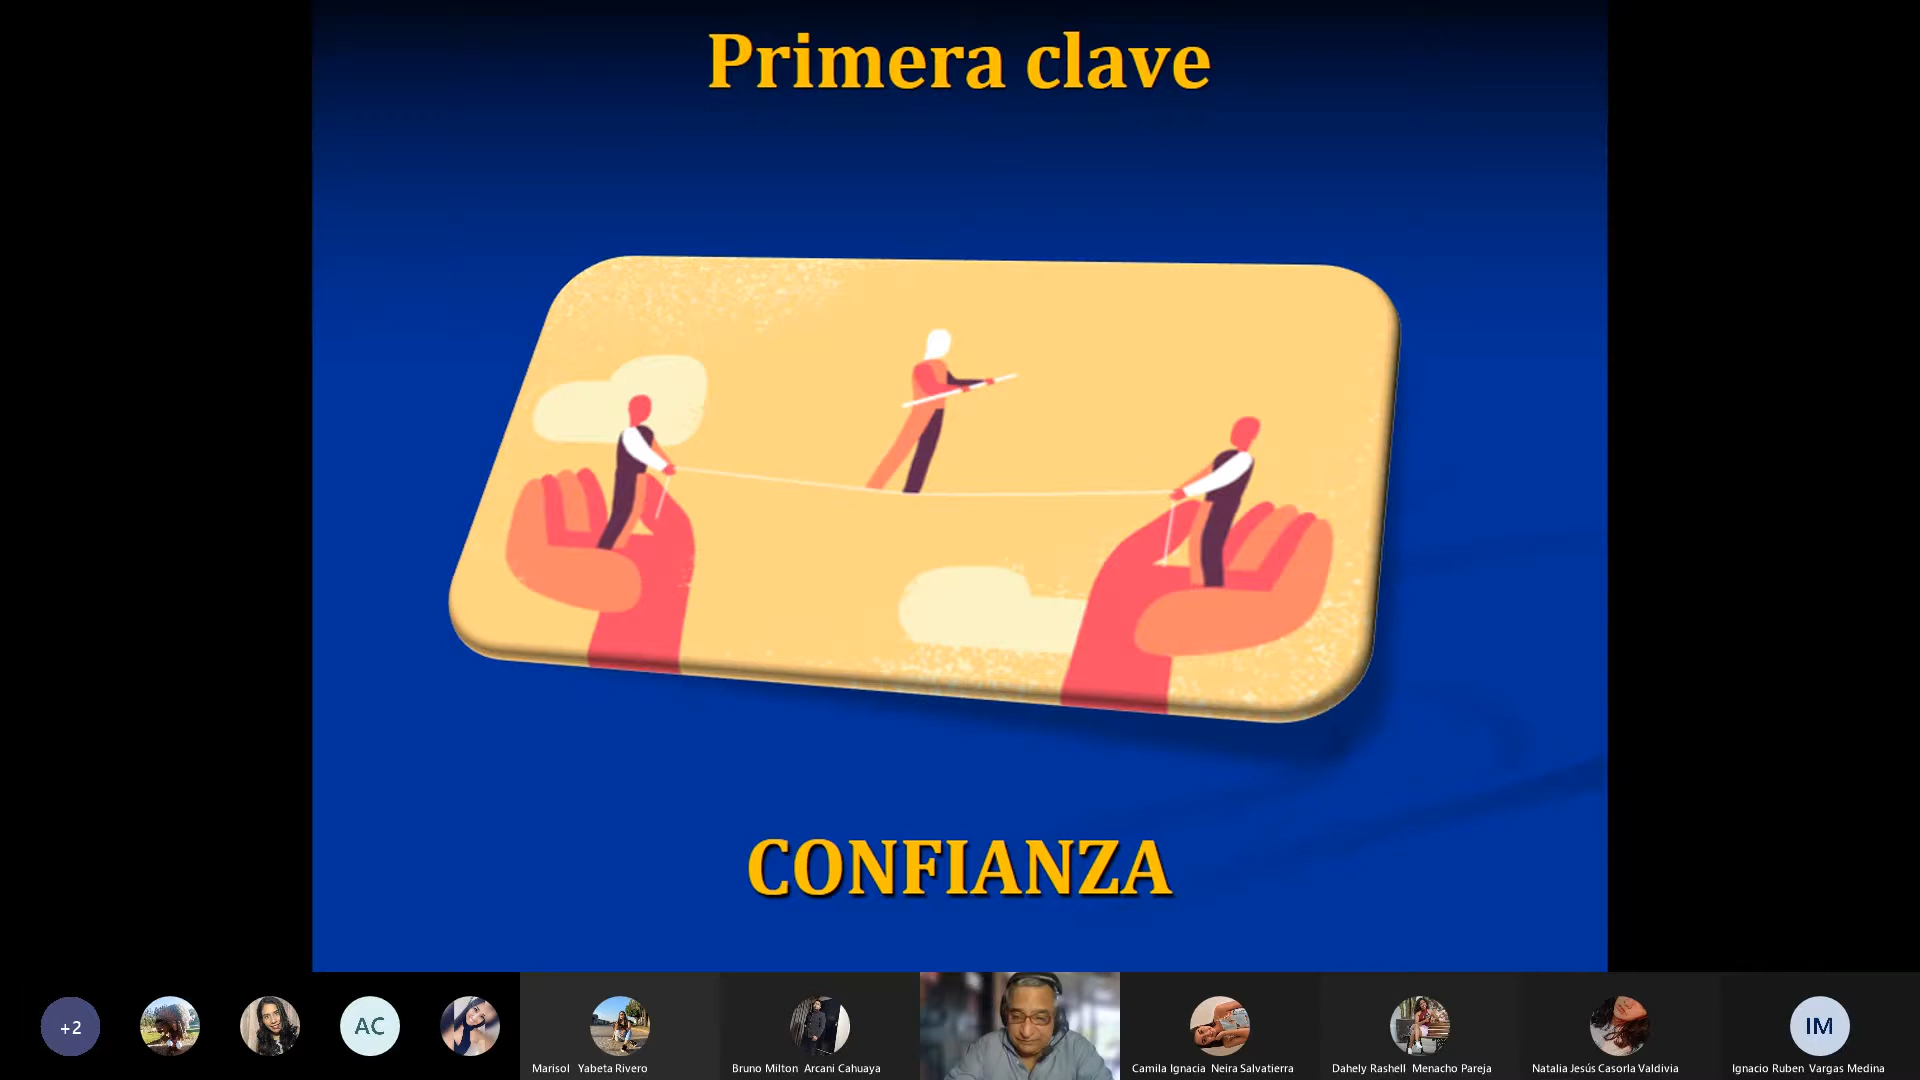 Primera clave
CONFIANZA
+2
AC
Marisol Yabeta Rivero
Bruno Milton Arcani Cahuaya
Camila Ignacia Neira Salvatierra
Dahely Rashell Menacho Pareja
Natalia Jesús Casorla Valdivia
IM
Ignacio Ruben Vargas Medina